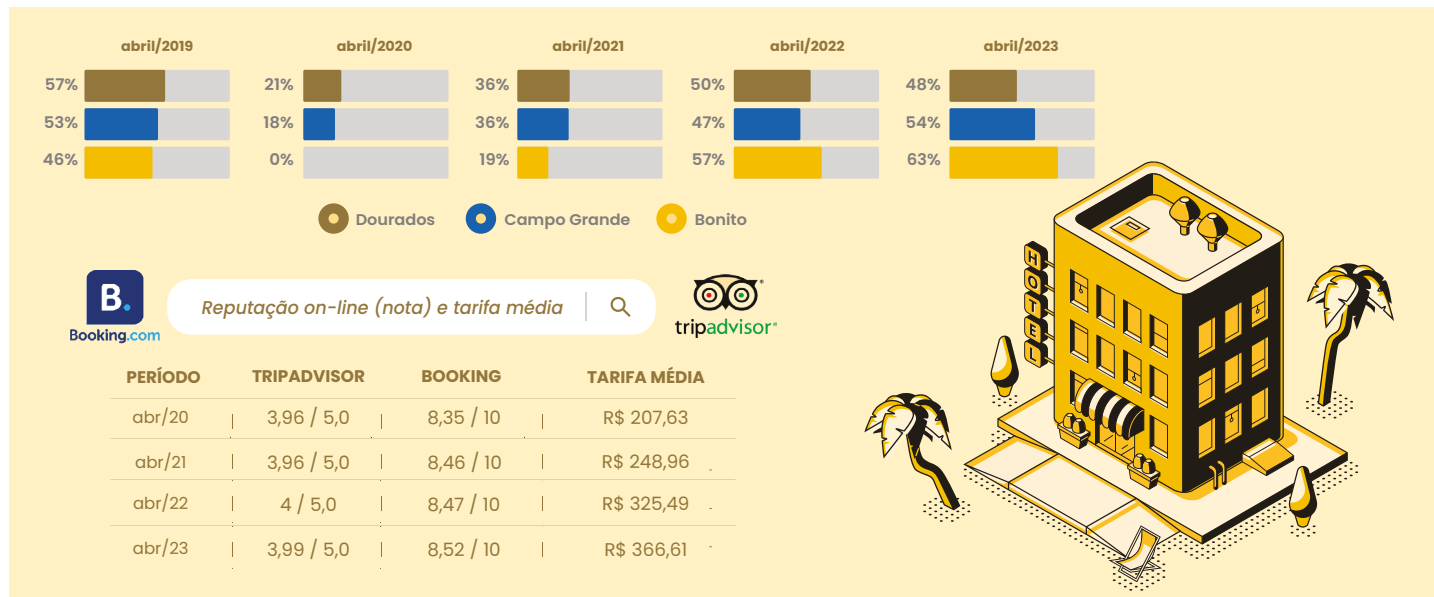 abril/2019 abril/2020 abril/2021 abril/2022 abril/2023
57% 21% 36% 50% 48%
53% 18% 36% 47% 54%
46% 0% 19% 57% 63%
Dourados Campo Grande Bonito
B.
Booking.com
Reputação on-line (nota) e tarifa média
tripadvisor®
PERÍODO TRIPADVISOR BOOKING TARIFA MÉDIA
abr/20 | 3,96 / 5,0 | 8,35 / 10 | R$ 207,63
abr/21 | 3,96 / 5,0 | 8,46 / 10 | R$ 248,96
abr/22 | 4 / 5,0 | 8,47 / 10 | R$ 325,49
abr/23 | 3,99 / 5,0 | 8,52 / 10 | R$ 366,61
HOTEL